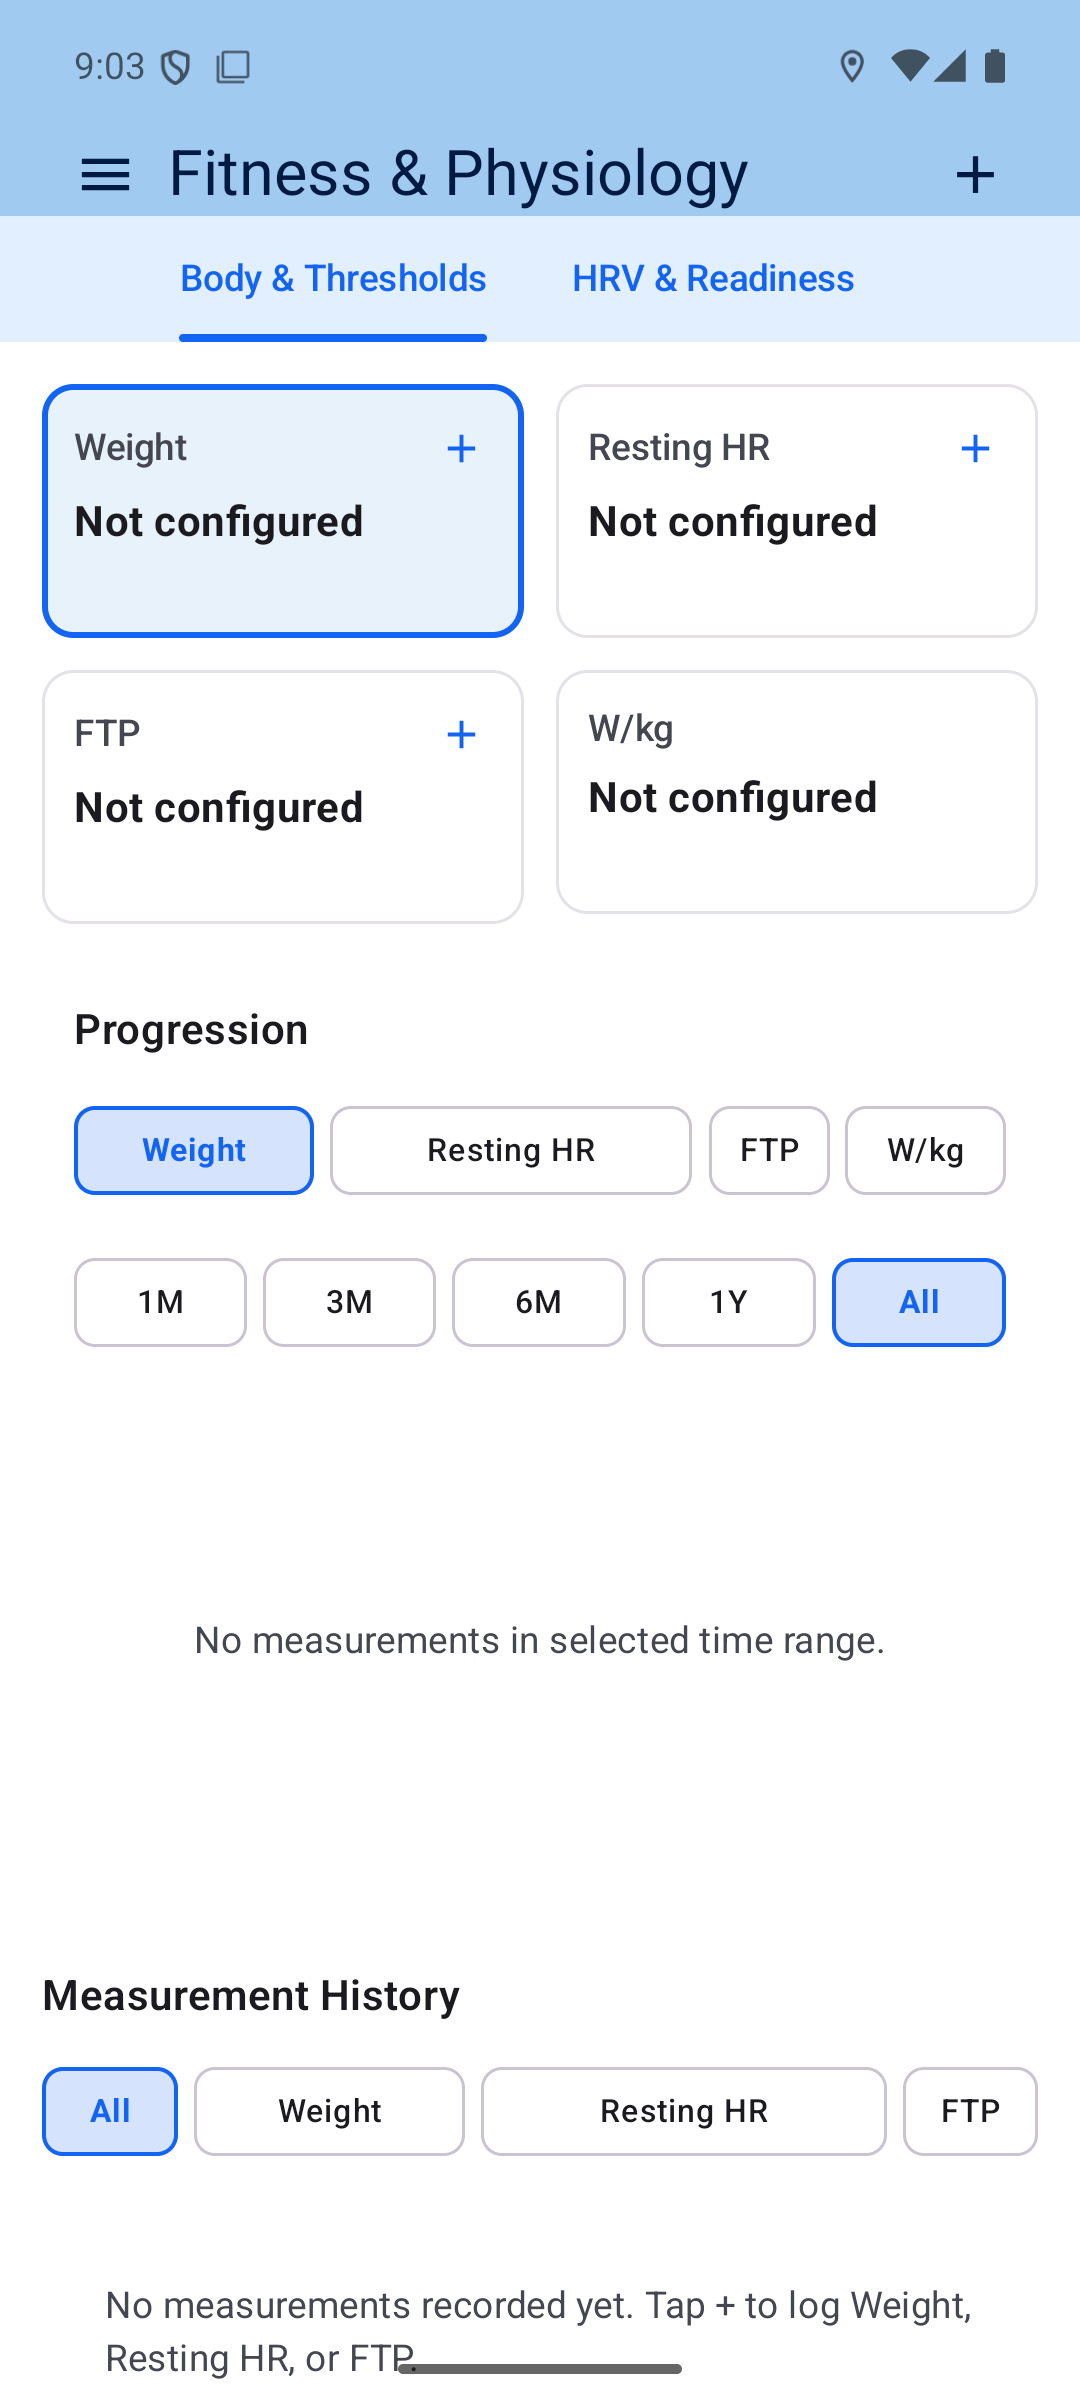 9:03
Fitness & Physiology
+
Body & Thresholds
HRV & Readiness
Weight +
Not configured
Resting HR +
Not configured
FTP +
Not configured
W/kg
Not configured
Progression
Weight
Resting HR
FTP
W/kg
1M
3M
6M
1Y
All
No measurements in selected time range.
Measurement History
All
Weight
Resting HR
FTP
No measurements recorded yet. Tap + to log Weight,
Resting HR, or FTP.